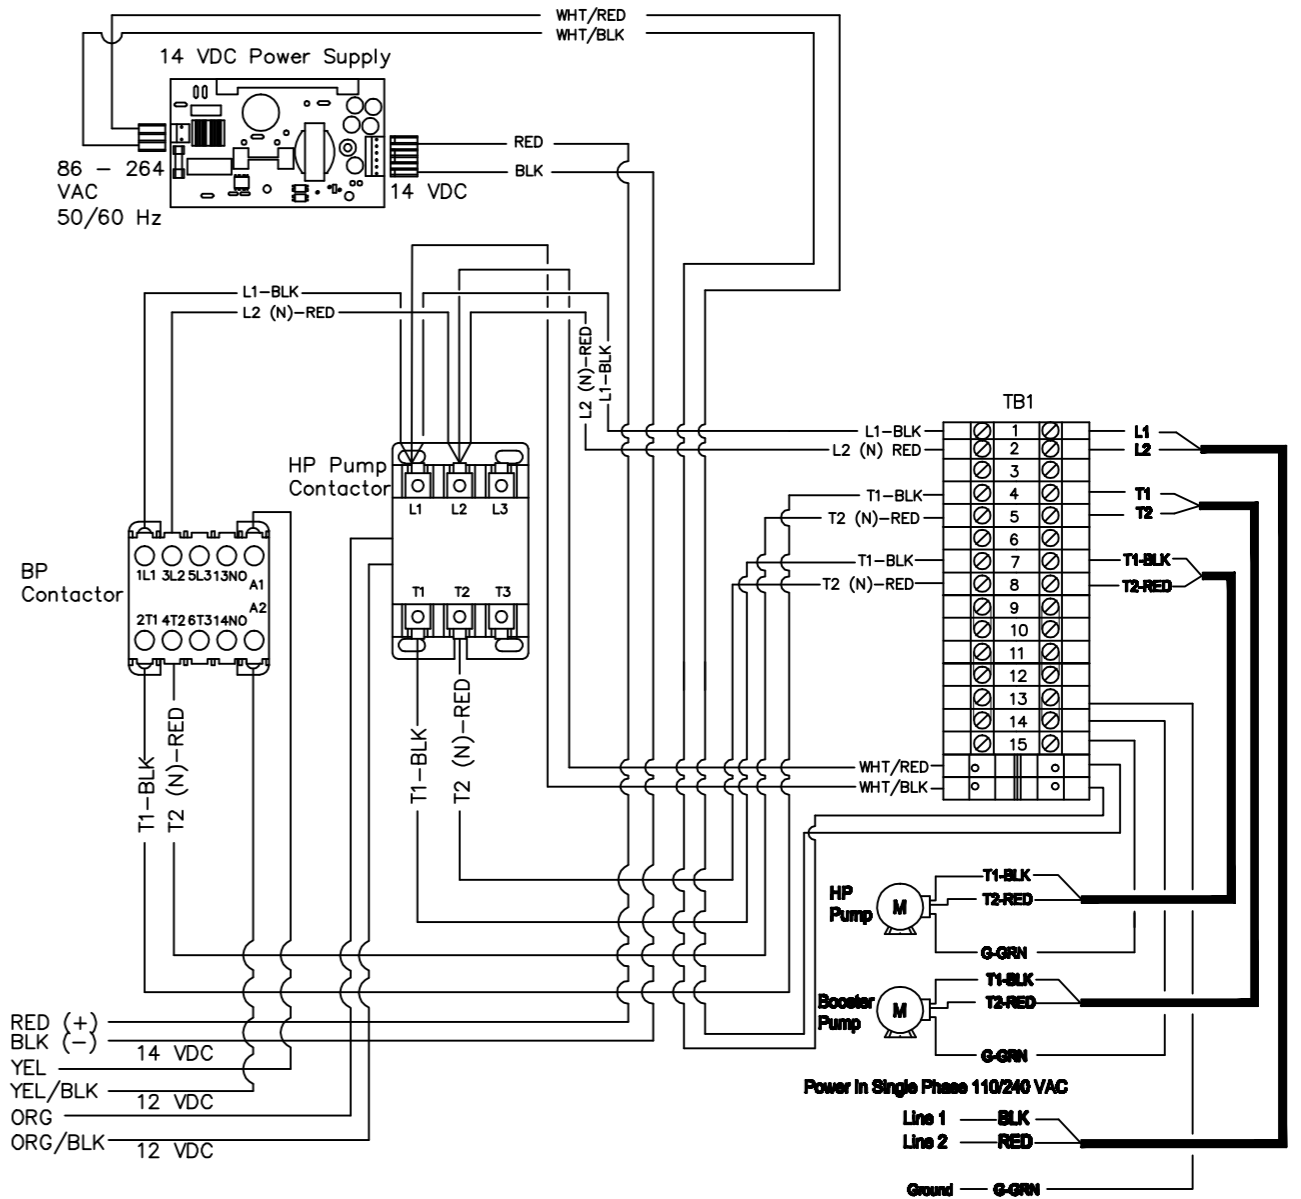 WHT/RED
WHT/BLK
14 VDC Power Supply
RED
BLK
86 - 264
VAC
50/60 Hz
14 VDC
L1-BLK
L2 (N)-RED
L2 (N)-RED
L1-BLK
TB1
L1-BLK
L2 (N) RED
1
2
3
4
5
6
7
8
9
10
11
12
13
14
15
L1
L2
T1-BLK
T2 (N)-RED
T1
T2
T1-BLK
T2 (N)-RED
T1-BLK
T2-RED
HP Pump
Contactor
L1 L2 L3
T1 T2 T3
BP
Contactor
1L1 3L2 5L3 13NO
A1
A2
2T1 4T2 6T3 14NO
T1-BLK
T2 (N)-RED
T1-BLK
T2 (N)-RED
WHT/RED
WHT/BLK
HP
Pump
M
T1-BLK
T2-RED
G-GRN
Booster
Pump
M
T1-BLK
T2-RED
G-GRN
RED (+)
BLK (-)
14 VDC
YEL
YEL/BLK
12 VDC
ORG
ORG/BLK
12 VDC
Power in Single Phase 110/240 VAC
Line 1 BLK
Line 2 RED
Ground G-GRN